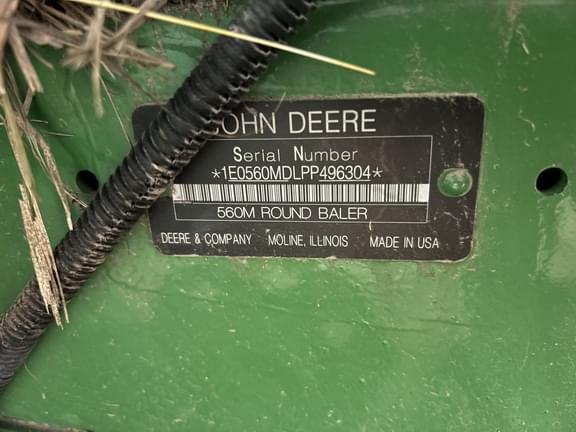 JOHN DEERE
Serial Number
*1E0560MDLPP496304*
560M ROUND BALER
DEERE & COMPANY MOLINE, ILLINOIS MADE IN USA